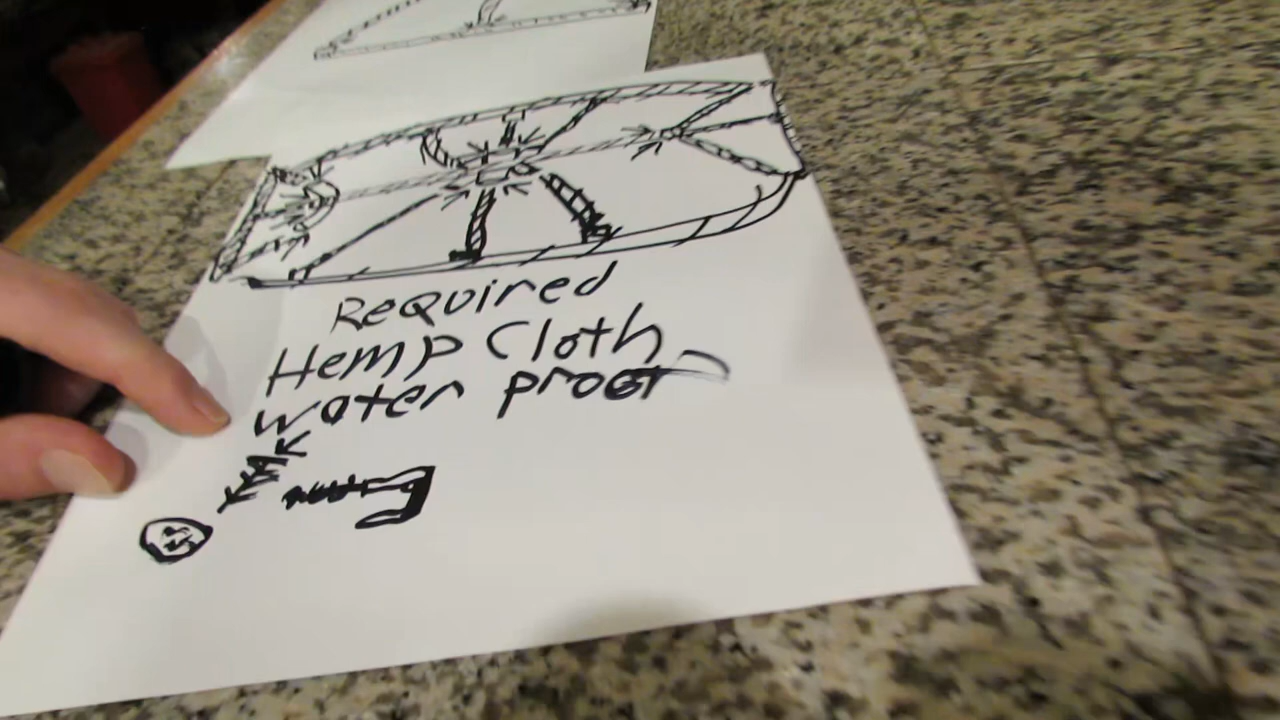 Required
Hemp Cloth
water proof